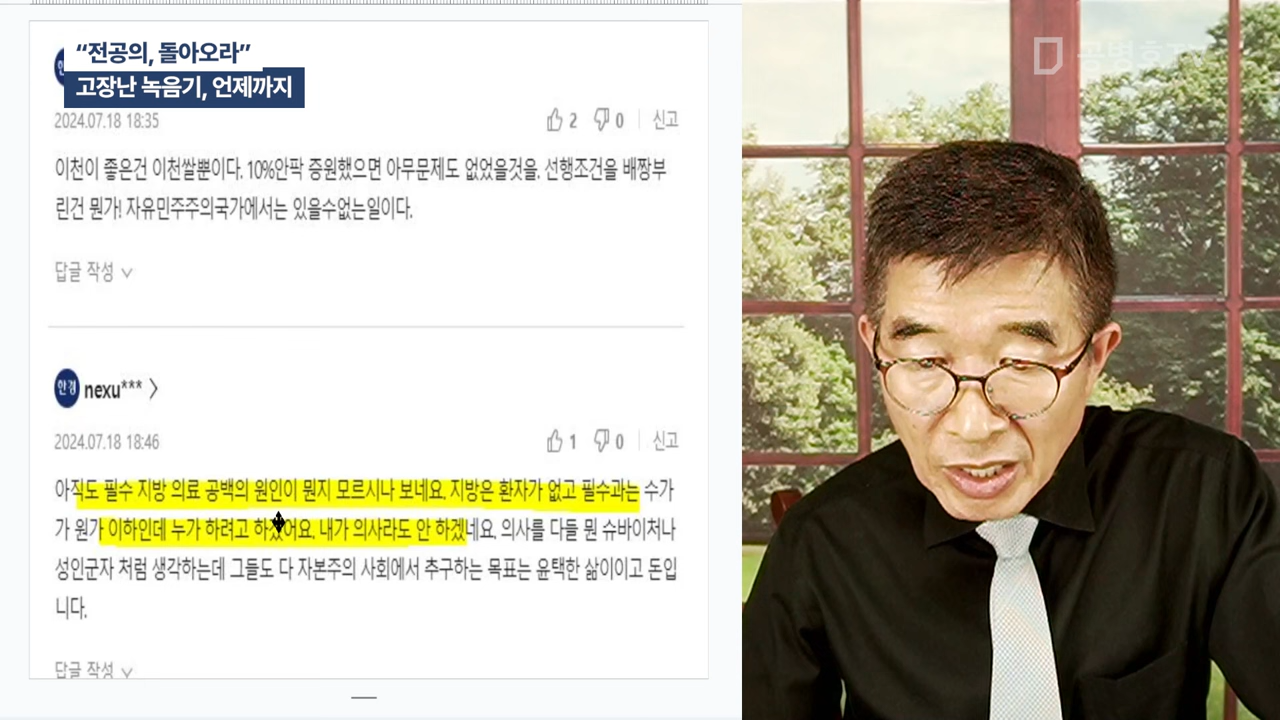 “전공의, 돌아오라”
고장난 녹음기, 언제까지
2024.07.18 18:35
2
0
신고
이천이 좋은건 이천쌀뿐이다. 10%안팍 증원했으면 아무문제도 없었을것을. 선행조건을 배짱부
린건 뭔가! 자유민주주의국가에서는 있을수없는일이다.
답글 작성
한경 nexu***
2024.07.18 18:46
1
0
신고
아직도 필수 지방 의료 공백의 원인이 뭔지 모르시나 보네요. 지방은 환자가 없고 필수과는 수가
가 원가 이하인데 누가 하려고 하겠어요. 내가 의사라도 안 하겠네요. 의사를 다들 뭔 슈바이처나
성인군자 처럼 생각하는데 그들도 다 자본주의 사회에서 추구하는 목표는 윤택한 삶이이고 돈입
니다.
답글 작성